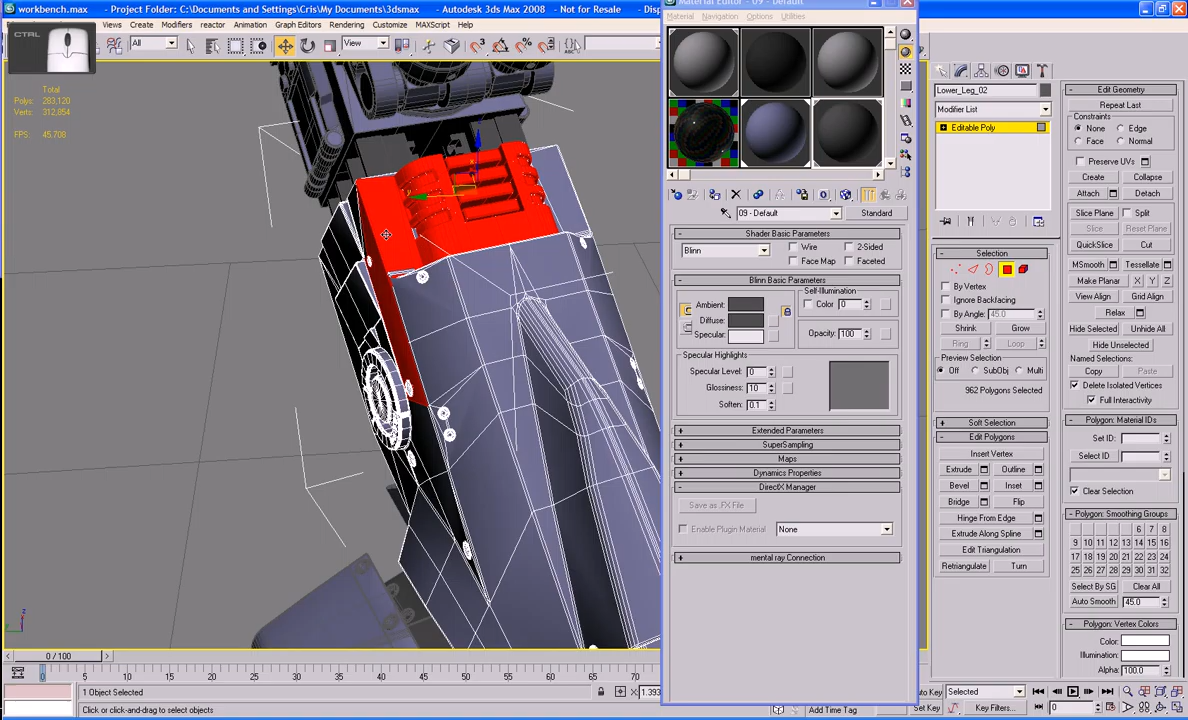 workbench.max - Project Folder: C:\Documents and Settings\Cris\My Documents\3dsmax - Autodesk 3ds Max 2008 - Not for Resale - Disp
Material Editor - 09 - Default
Views Create Modifiers reactor Animation Graph Editors Rendering Customize MAXScript Help
Material Navigation Options Utilities
CTRL
All
View
Total
Polys: 283,120
Verts: 312,854
FPS: 45.708
y
z
09 - Default
Standard
Shader Basic Parameters
Blinn
Wire
2-Sided
Face Map
Faceted
Blinn Basic Parameters
Self-Illumination
Ambient:
Color 0
Diffuse:
Specular:
Opacity: 100
Specular Highlights
Specular Level: 0
Glossiness: 10
Soften: 0.1
Extended Parameters
SuperSampling
Maps
Dynamics Properties
DirectX Manager
Save as .FX File
Enable Plugin Material
None
mental ray Connection
Lower_Leg_02
Modifier List
Editable Poly
Selection
By Vertex
Ignore Backfacing
By Angle: 45.0
Shrink Grow
Ring Loop
Preview Selection
Off SubObj Multi
962 Polygons Selected
Soft Selection
Edit Polygons
Insert Vertex
Extrude Outline
Bevel Inset
Bridge Flip
Hinge From Edge
Extrude Along Spline
Edit Triangulation
Retriangulate Turn
Edit Geometry
Repeat Last
Constraints
None Edge
Face Normal
Preserve UVs
Create Collapse
Attach Detach
Slice Plane Split
Slice Reset Plane
QuickSlice Cut
MSmooth Tessellate
Make Planar X Y Z
View Align Grid Align
Relax
Hide Selected Unhide All
Hide Unselected
Named Selections:
Copy Paste
Delete Isolated Vertices
Full Interactivity
Polygon: Material IDs
Set ID:
Select ID
Clear Selection
Polygon: Smoothing Groups
6 7 8
9 10 11 12 13 14 15 16
17 18 19 20 21 22 23 24
25 26 27 28 29 30 31 32
Select By SG Clear All
Auto Smooth 45.0
Polygon: Vertex Colors
Color:
Illumination:
Alpha: 100.0
0 / 100
0 5 10 15 20 25 30 35 40 45 50 55 60 65 70
1 Object Selected
X: 1.393
Click or click-and-drag to select objects
Add Time Tag
Auto Key Selected
Set Key Key Filters...
0